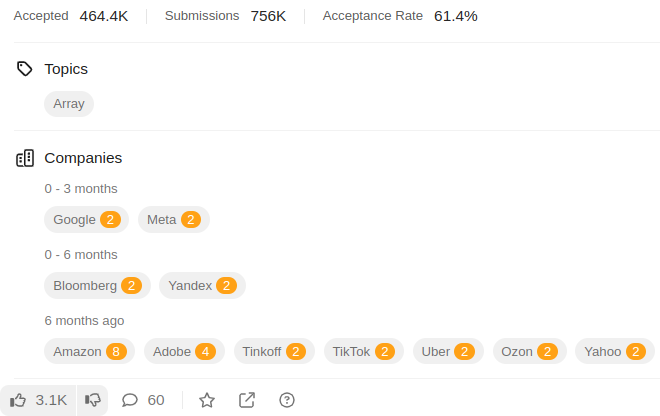 Accepted 464.4K Submissions 756K Acceptance Rate 61.4%
Topics
Array
Companies
0 - 3 months
Google 2 Meta 2
0 - 6 months
Bloomberg 2 Yandex 2
6 months ago
Amazon 8 Adobe 4 Tinkoff 2 TikTok 2 Uber 2 Ozon 2 Yahoo 2
3.1K 60